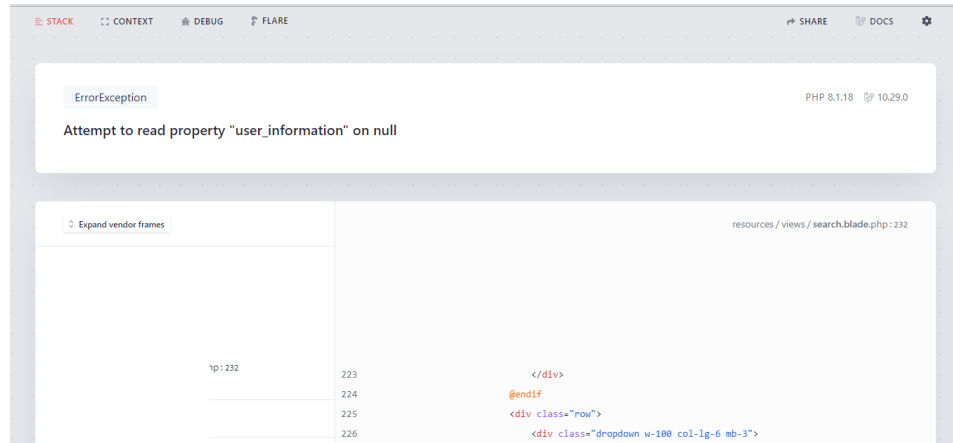 STACK CONTEXT DEBUG FLARE SHARE DOCS
ErrorException PHP 8.1.18 10.29.0
Attempt to read property "user_information" on null
Expand vendor frames resources / views / search.blade.php : 232
hp : 232
223 </div>
224 @endif
225 <div class="row">
226 <div class="dropdown w-100 col-lg-6 mb-3">